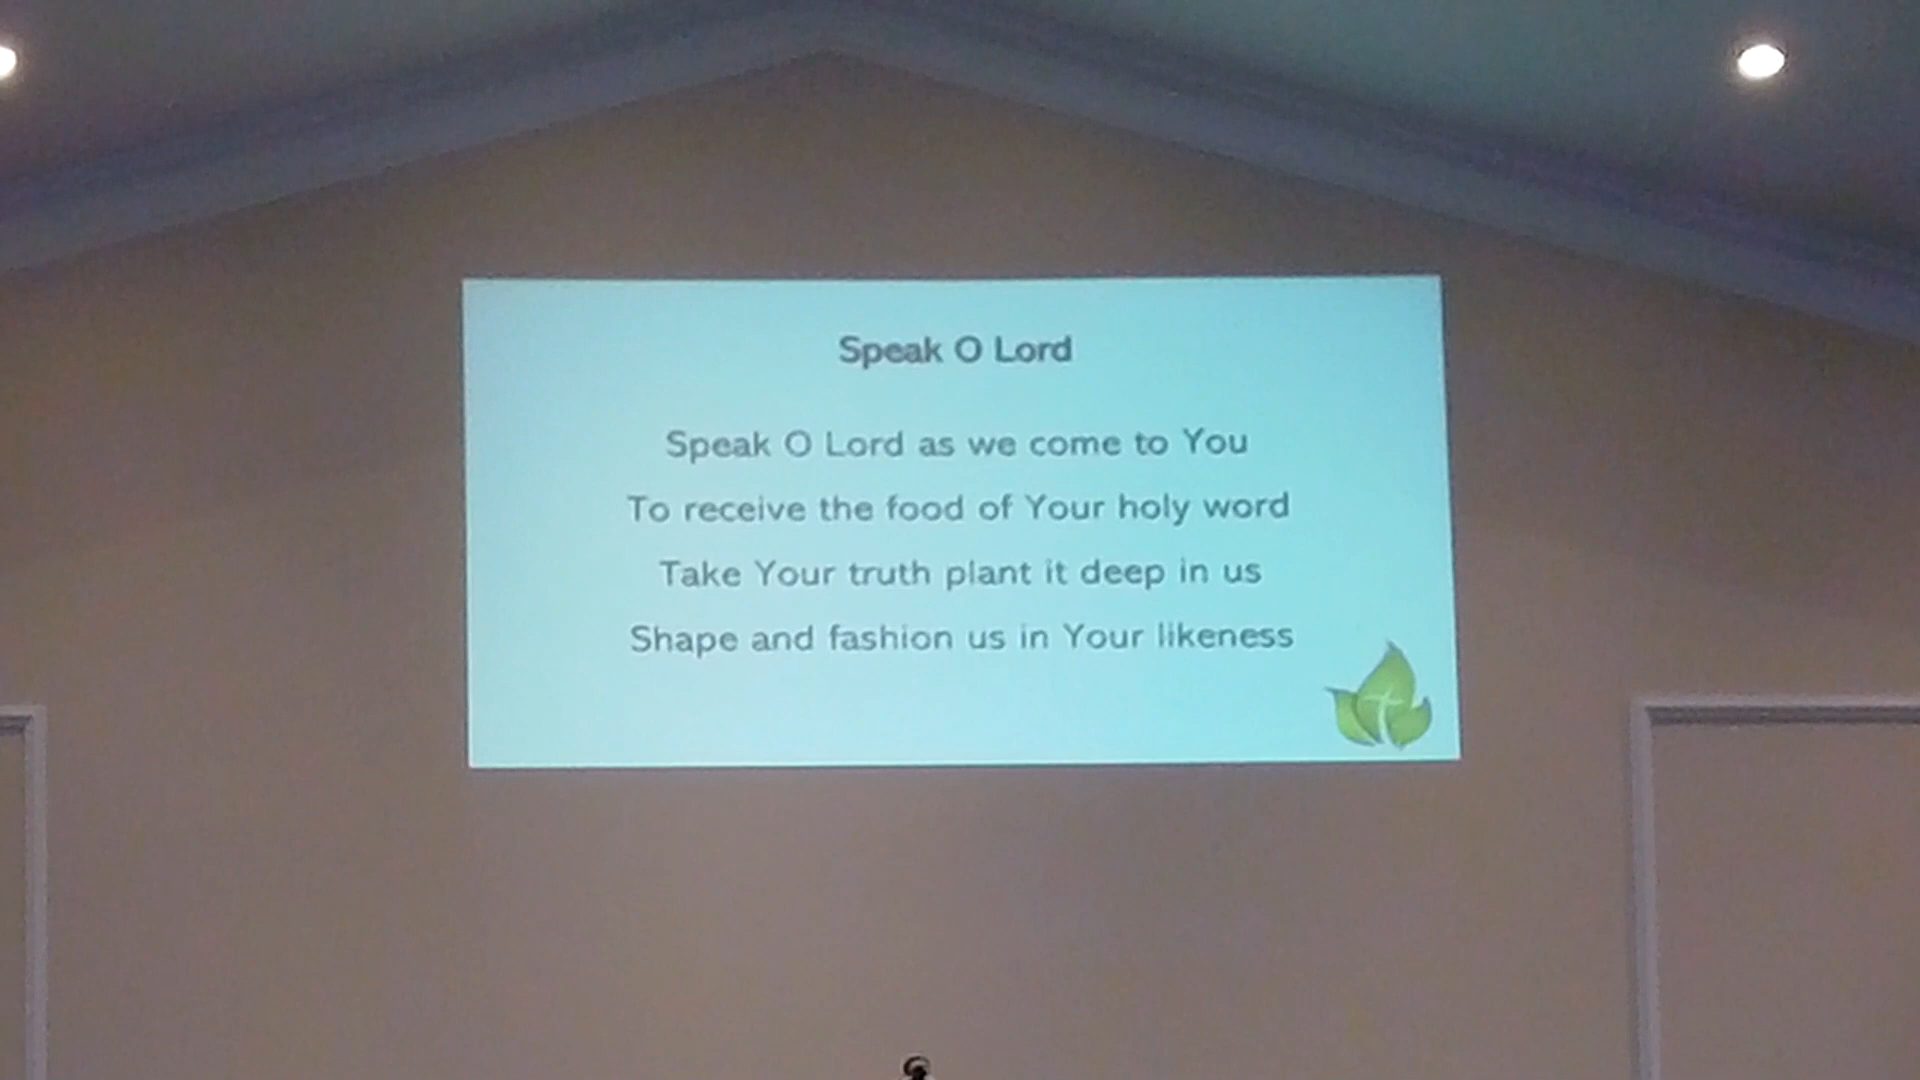 Speak O Lord
Speak O Lord as we come to You
To receive the food of Your holy word
Take Your truth plant it deep in us
Shape and fashion us in Your likeness